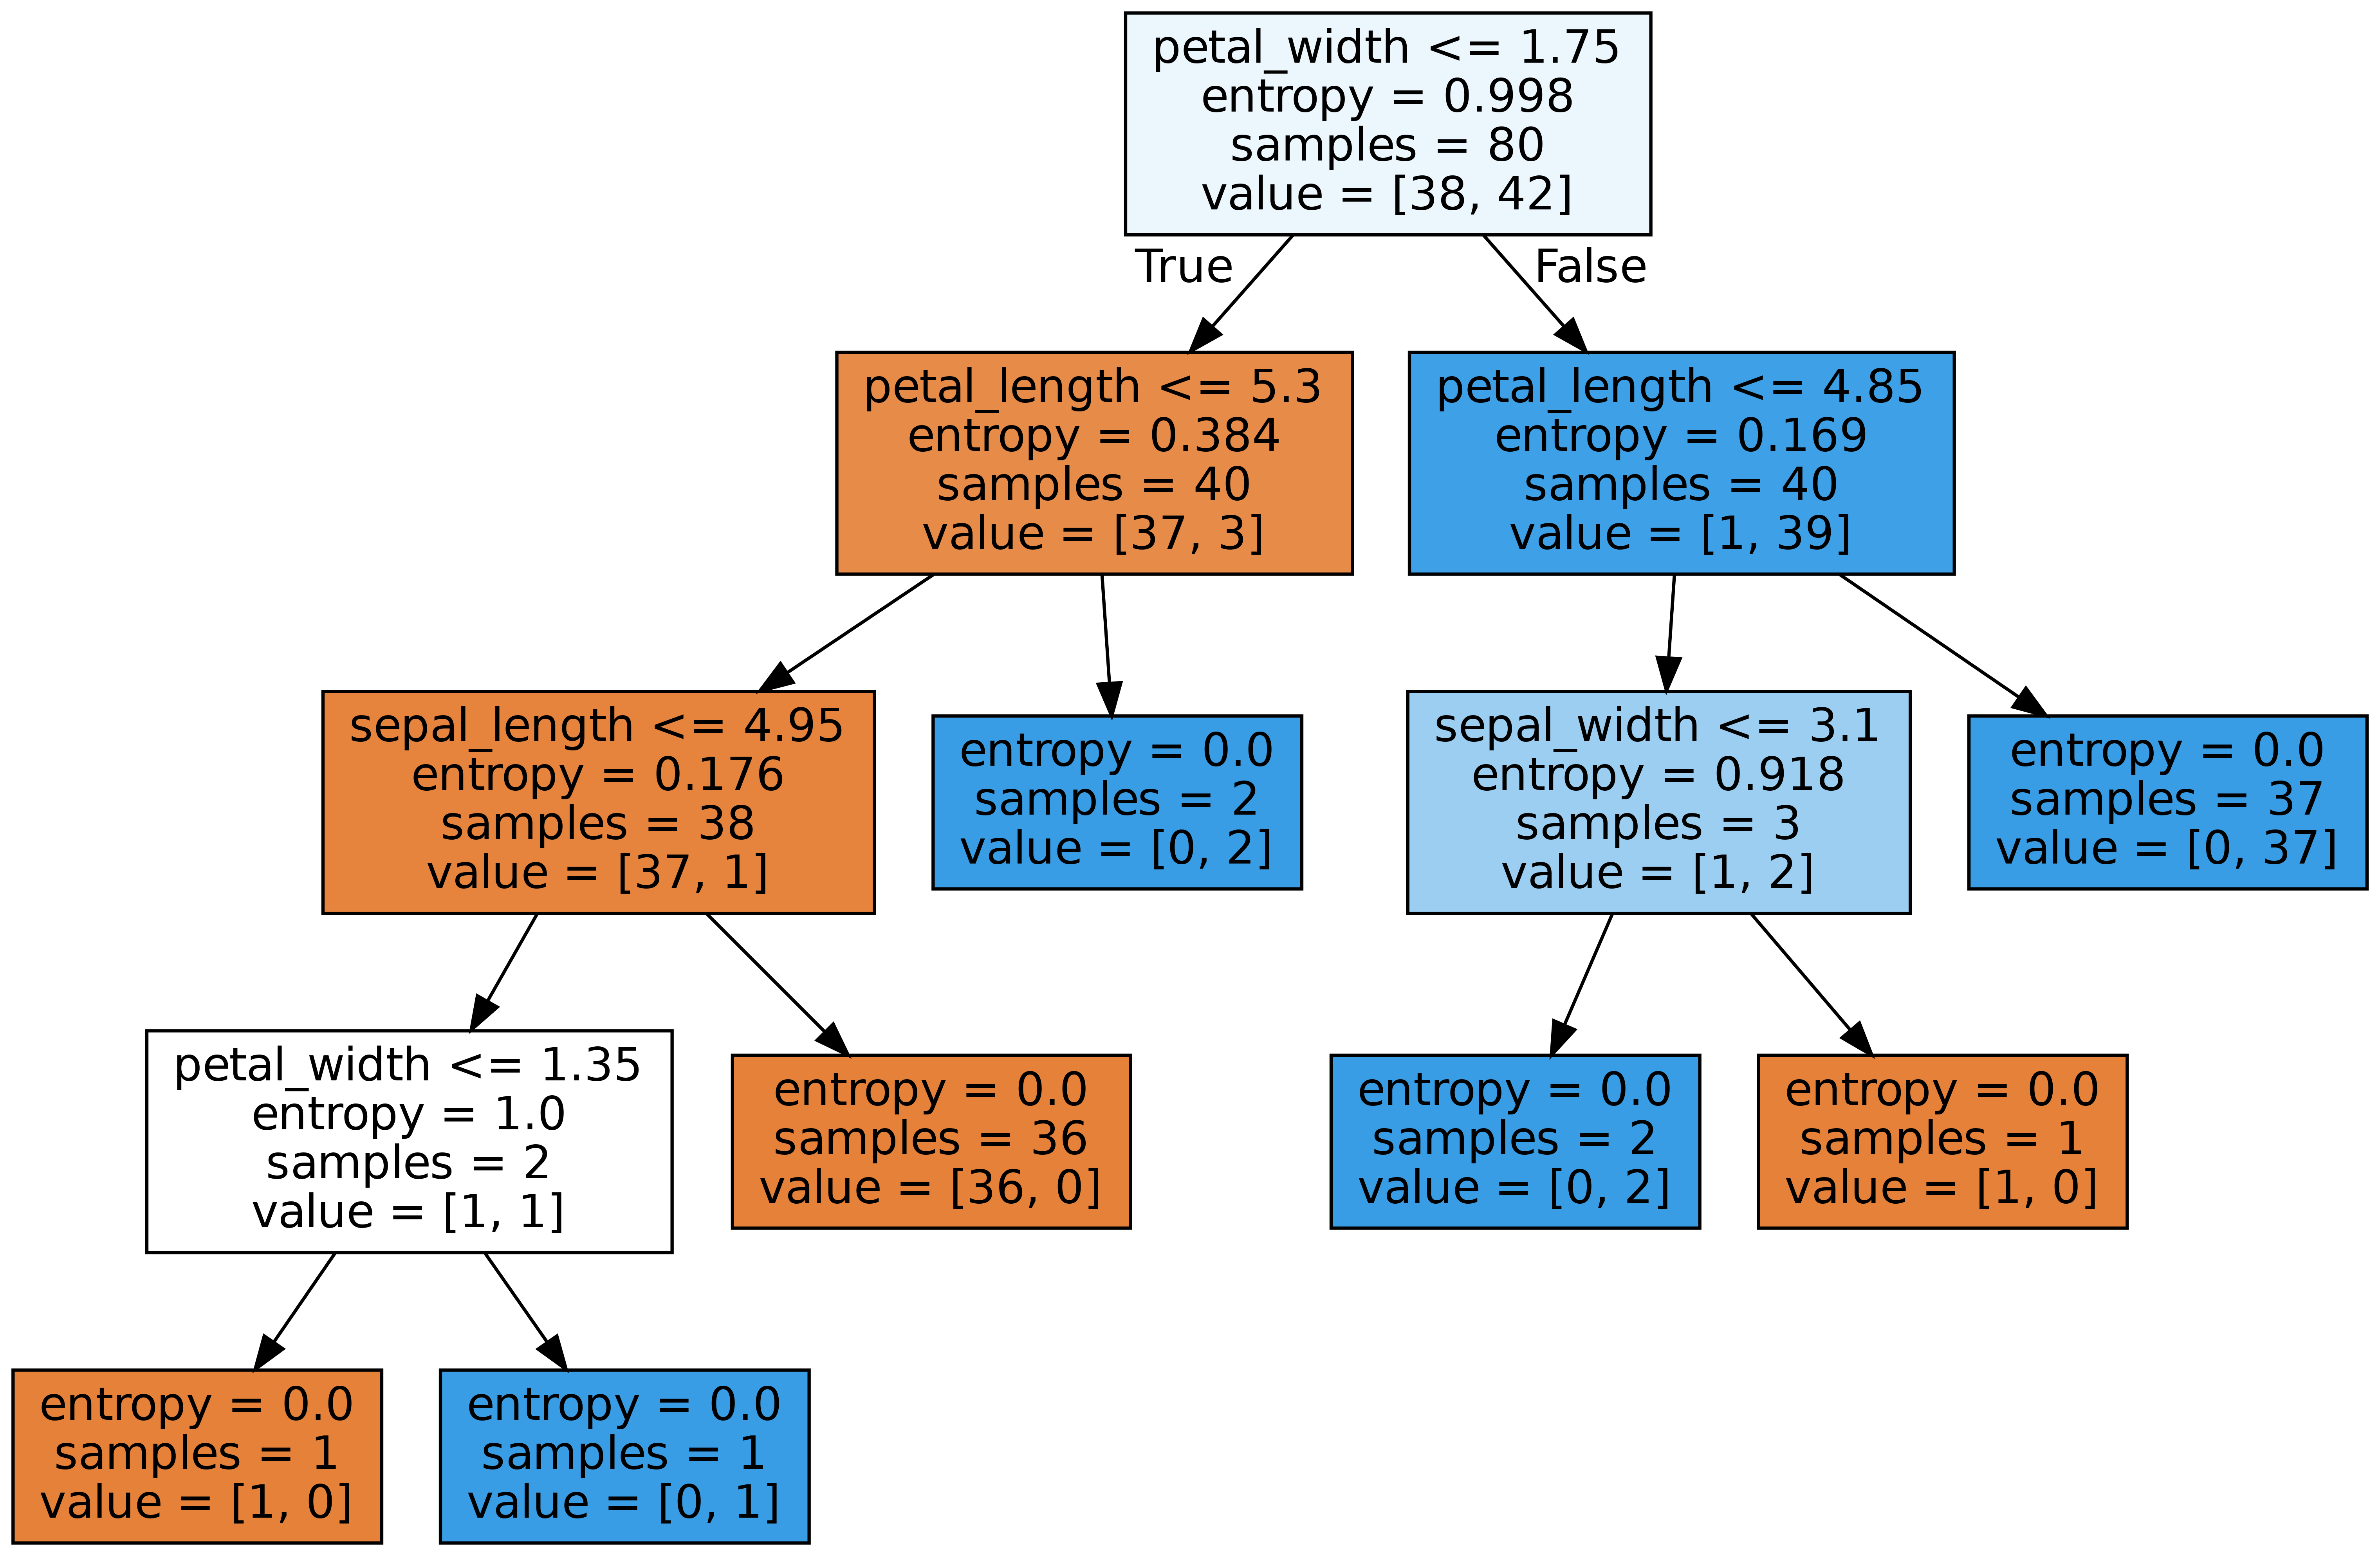 petal_width <= 1.75
entropy = 0.998
samples = 80
value = [38, 42]
True
False
petal_length <= 5.3
entropy = 0.384
samples = 40
value = [37, 3]
petal_length <= 4.85
entropy = 0.169
samples = 40
value = [1, 39]
sepal_length <= 4.95
entropy = 0.176
samples = 38
value = [37, 1]
entropy = 0.0
samples = 2
value = [0, 2]
sepal_width <= 3.1
entropy = 0.918
samples = 3
value = [1, 2]
entropy = 0.0
samples = 37
value = [0, 37]
petal_width <= 1.35
entropy = 1.0
samples = 2
value = [1, 1]
entropy = 0.0
samples = 36
value = [36, 0]
entropy = 0.0
samples = 2
value = [0, 2]
entropy = 0.0
samples = 1
value = [1, 0]
entropy = 0.0
samples = 1
value = [1, 0]
entropy = 0.0
samples = 1
value = [0, 1]